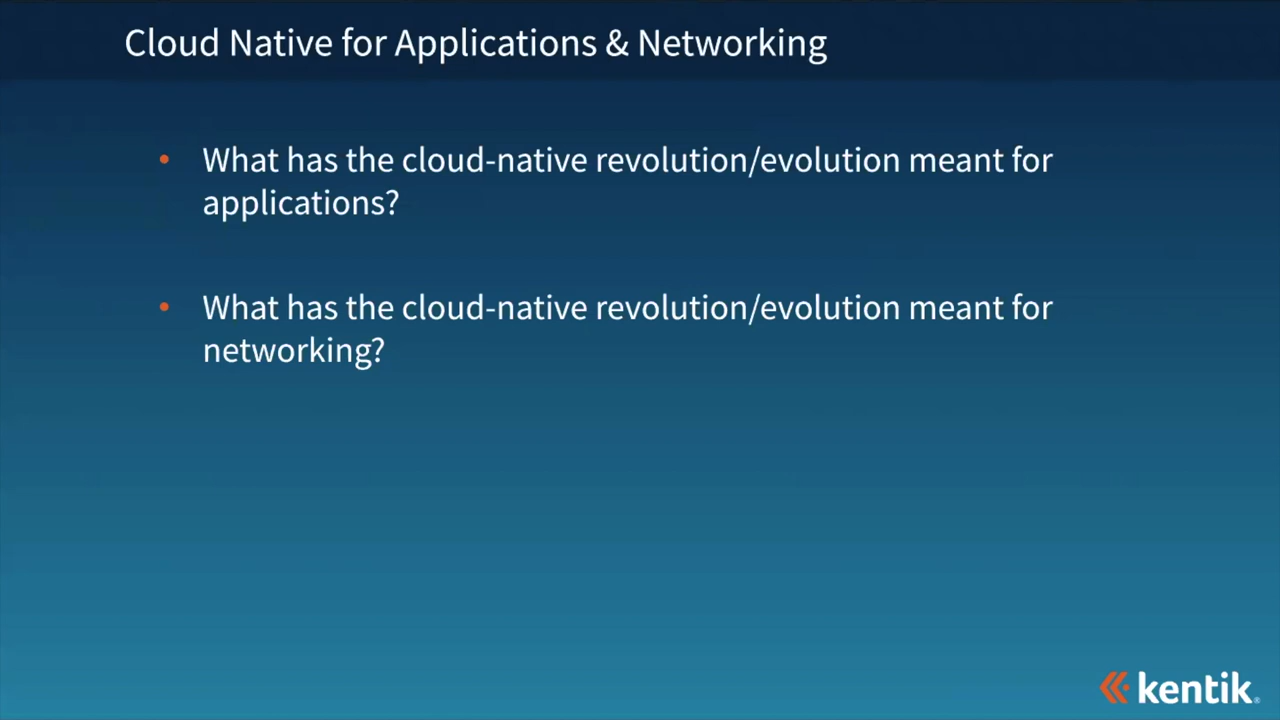 Cloud Native for Applications & Networking
• What has the cloud-native revolution/evolution meant for
applications?
• What has the cloud-native revolution/evolution meant for
networking?
kentik®